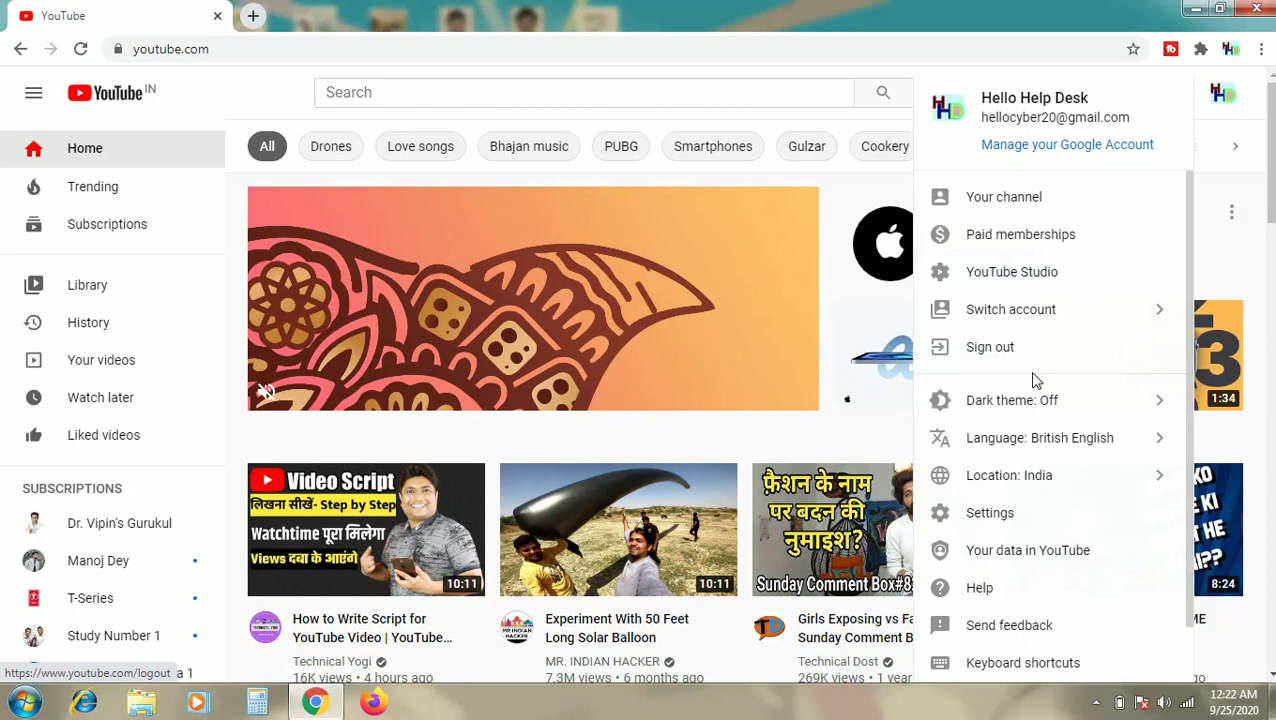 YouTube
youtube.com
YouTube IN
Search
Home
Trending
Subscriptions
Library
History
Your videos
Watch later
Liked videos
SUBSCRIPTIONS
Dr. Vipin's Gurukul
Manoj Dey
T-Series
Study Number 1
a 1
https://www.youtube.com/logout
All
Drones
Love songs
Bhajan music
PUBG
Smartphones
Gulzar
Cookery
Video Script
लिखना सीखें- Step by Step
Watchtime पूरा मिलेगा
Views दबा के आएंगे
10:11
How to Write Script for
YouTube Video | YouTube...
Technical Yogi
16K views • 4 hours ago
10:11
Experiment With 50 Feet
Long Solar Balloon
MR. INDIAN HACKER
7.3M views • 6 months ago
फ़ैशन के नाम
पर बदन की
नुमाइश?
Sunday Comment Box#8
Girls Exposing vs Fa
Sunday Comment B
Technical Dost
269K views • 1 year
Hello Help Desk
hellocyber20@gmail.com
Manage your Google Account
Your channel
Paid memberships
YouTube Studio
Switch account
Sign out
Dark theme: Off
Language: British English
Location: India
Settings
Your data in YouTube
Help
Send feedback
Keyboard shortcuts
1:34
8:24
12:22 AM
9/25/2020